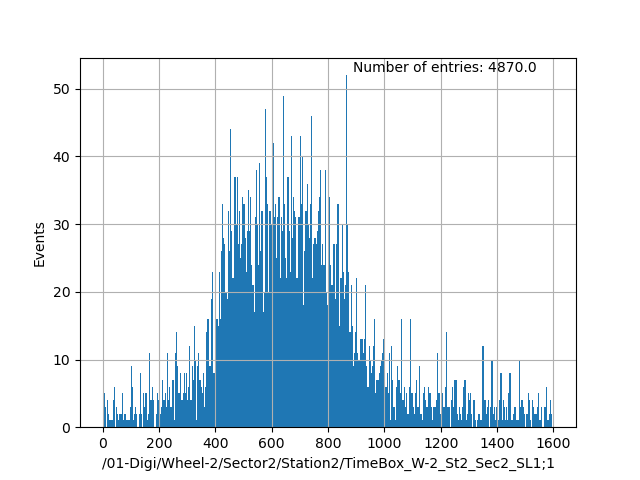 Number of entries: 4870.0
50
40
30
20
10
0
Events
0 200 400 600 800 1000 1200 1400 1600
/01-Digi/Wheel-2/Sector2/Station2/TimeBox_W-2_St2_Sec2_SL1;1